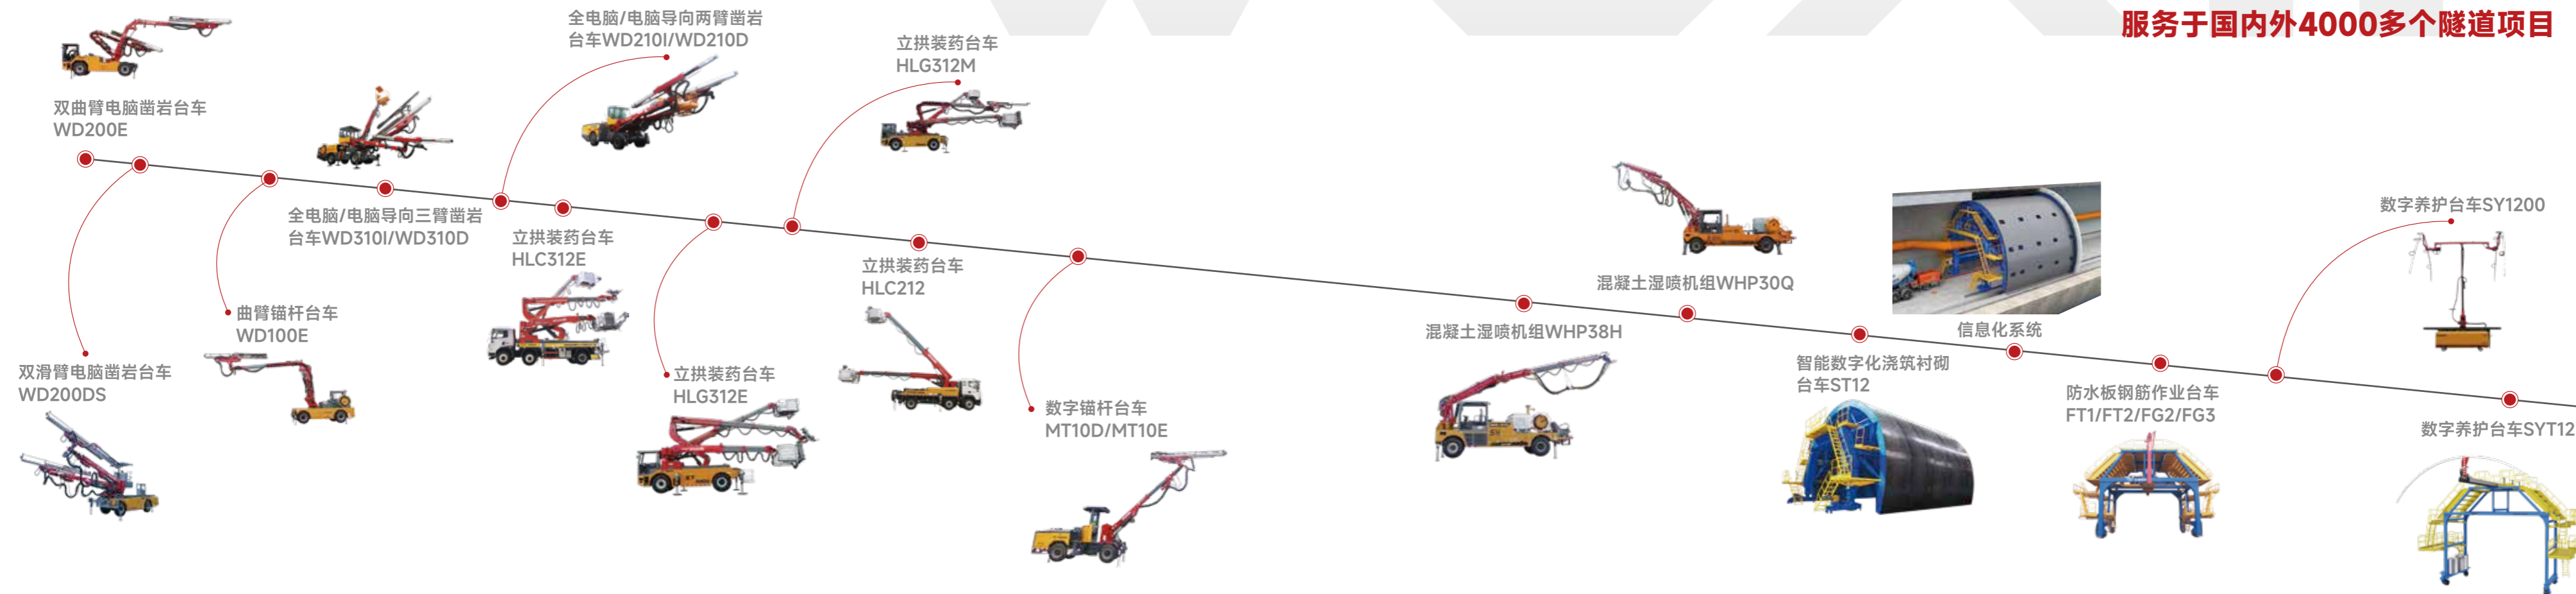 服务于国内外4000多个隧道项目
双曲臂电脑凿岩台车
WD200E
双滑臂电脑凿岩台车
WD200DS
曲臂锚杆台车
WD100E
全电脑/电脑导向三臂凿岩
台车WD310I/WD310D
全电脑/电脑导向两臂凿岩
台车WD210I/WD210D
立拱装药台车
HLC312E
立拱装药台车
HLG312E
立拱装药台车
HLG312M
立拱装药台车
HLC212
数字锚杆台车
MT10D/MT10E
混凝土湿喷机组WHP38H
混凝土湿喷机组WHP30Q
智能数字化浇筑衬砌
台车ST12
信息化系统
防水板钢筋作业台车
FT1/FT2/FG2/FG3
数字养护台车SY1200
数字养护台车SYT12